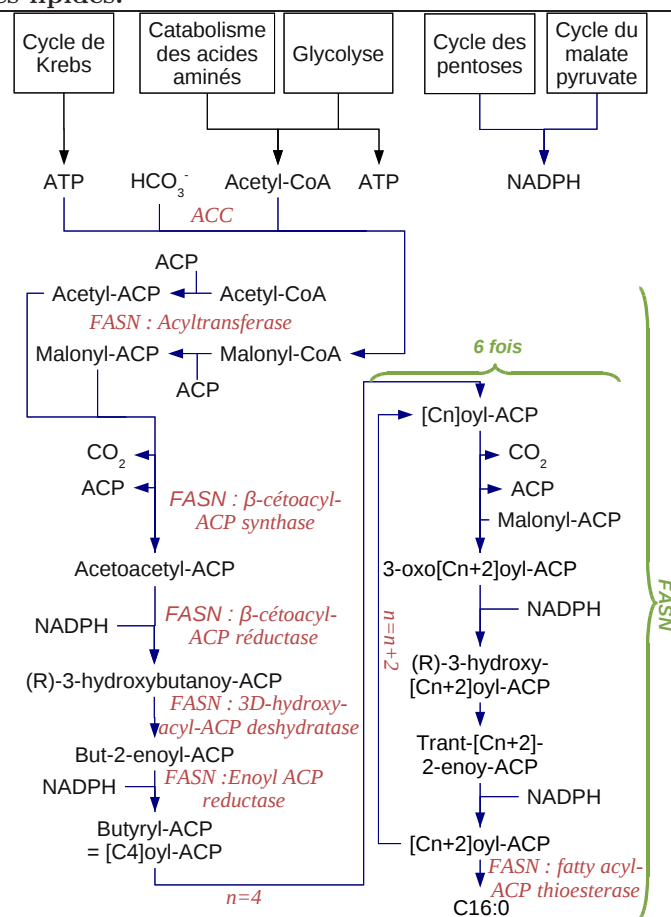 es lipides.
Cycle de
Krebs
Catabolisme
des acides
aminés
Glycolyse
Cycle des
pentoses
Cycle du
malate
pyruvate
ATP
HCO3-
Acetyl-CoA
ATP
NADPH
ACC
ACP
Acetyl-ACP
Acetyl-CoA
FASN : Acyltransferase
Malonyl-ACP
Malonyl-CoA
ACP
CO2
ACP
FASN : β-cétoacyl-
ACP synthase
Acetoacetyl-ACP
NADPH
FASN : β-cétoacyl-
ACP réductase
(R)-3-hydroxybutanoy-ACP
FASN : 3D-hydroxy-
acyl-ACP deshydratase
But-2-enoyl-ACP
NADPH
FASN :Enoyl ACP
reductase
Butyryl-ACP
= [C4]oyl-ACP
n=4
6 fois
[Cn]oyl-ACP
CO2
ACP
Malonyl-ACP
3-oxo[Cn+2]oyl-ACP
NADPH
n=n+2
(R)-3-hydroxy-
[Cn+2]oyl-ACP
Trant-[Cn+2]-
2-enoy-ACP
NADPH
[Cn+2]oyl-ACP
FASN : fatty acyl-
ACP thioesterase
C16:0
FASN